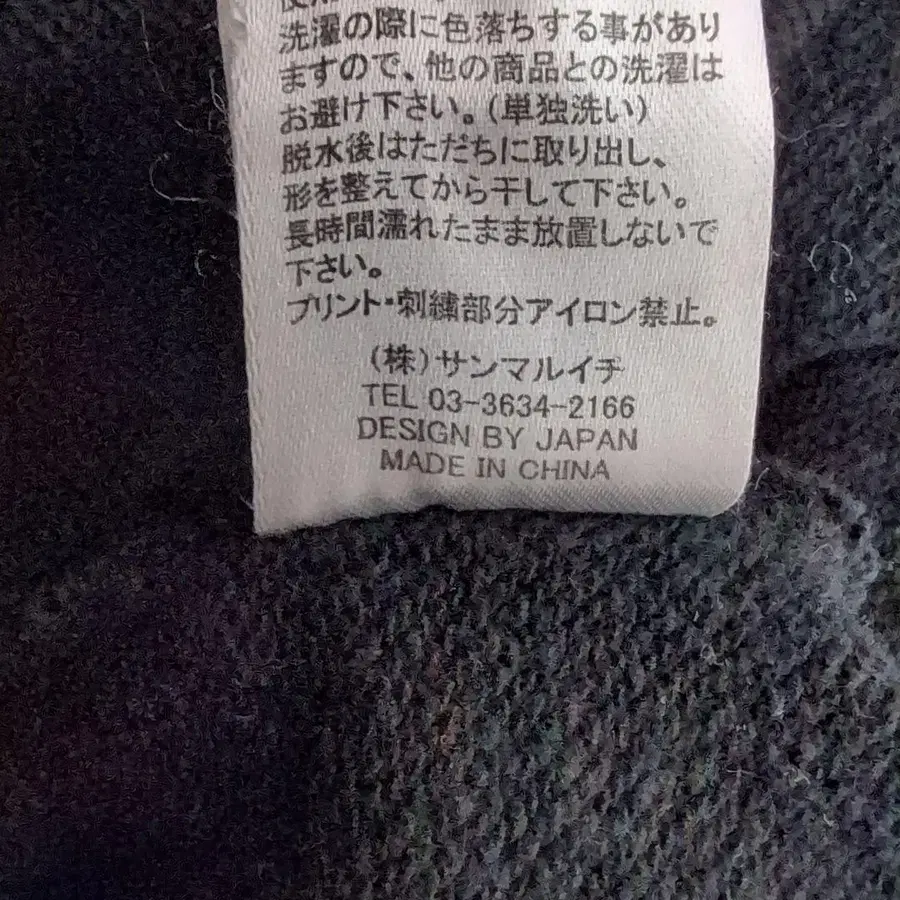 洗濯の際に色落ちする事があり
ますので、他の商品との洗濯は
お避け下さい。(単独洗い)
脱水後はただちに取り出し、
形を整えてから干して下さい。
長時間濡れたまま放置しないで
下さい。
プリント・刺繍部分アイロン禁止。
(株)サンマルイチ
TEL 03-3634-2166
DESIGN BY JAPAN
MADE IN CHINA